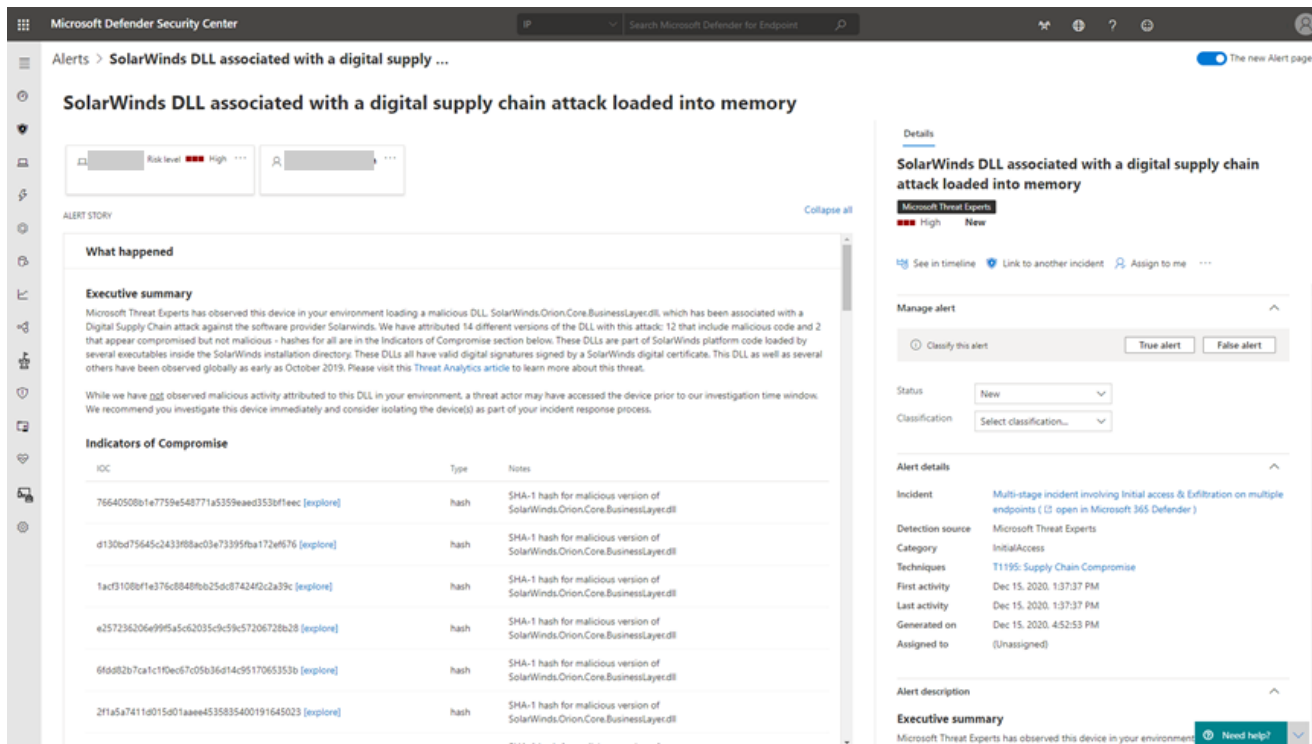 Microsoft Defender Security Center
IP
Search Microsoft Defender for Endpoint
?
Alerts > SolarWinds DLL associated with a digital supply ...
The new Alert page
SolarWinds DLL associated with a digital supply chain attack loaded into memory
Risk level High ...
...
ALERT STORY
Collapse all
What happened
Executive summary
Microsoft Threat Experts has observed this device in your environment loading a malicious DLL, SolarWinds.Orion.Core.BusinessLayer.dll, which has been associated with a
Digital Supply Chain attack against the software provider Solarwinds. We have attributed 14 different versions of the DLL with this attack: 12 that include malicious code and 2
that appear compromised but not malicious - hashes for all are in the Indicators of Compromise section below. These DLLs are part of SolarWinds platform code loaded by
several executables inside the SolarWinds installation directory. These DLLs all have valid digital signatures signed by a SolarWinds digital certificate. This DLL as well as several
others have been observed globally as early as October 2019. Please visit this Threat Analytics article to learn more about this threat.
While we have not observed malicious activity attributed to this DLL in your environment, a threat actor may have accessed the device prior to our investigation time window.
We recommend you investigate this device immediately and consider isolating the device(s) as part of your incident response process.
Indicators of Compromise
IOC Type Notes
76640508b1e7759e548771a5359eaed353bf1eec [explore] hash SHA-1 hash for malicious version of
SolarWinds.Orion.Core.BusinessLayer.dll
d130bd75645c2433f88ac03e73395fba172ef676 [explore] hash SHA-1 hash for malicious version of
SolarWinds.Orion.Core.BusinessLayer.dll
1acf3108bf1e376c8848fbb25dc87424f2c2a39c [explore] hash SHA-1 hash for malicious version of
SolarWinds.Orion.Core.BusinessLayer.dll
e257236206e99f5a5c62035c9c59c57206728b28 [explore] hash SHA-1 hash for malicious version of
SolarWinds.Orion.Core.BusinessLayer.dll
6fdd82b7ca1c1f0ec67c05b36d14c9517065353b [explore] hash SHA-1 hash for malicious version of
SolarWinds.Orion.Core.BusinessLayer.dll
2f1a5a7411d015d01aaee4535835400191645023 [explore] hash SHA-1 hash for malicious version of
SolarWinds.Orion.Core.BusinessLayer.dll
Details
SolarWinds DLL associated with a digital supply chain
attack loaded into memory
Microsoft Threat Experts
High New
See in timeline Link to another incident Assign to me ...
Manage alert
Classify this alert True alert False alert
Status New
Classification Select classification...
Alert details
Incident Multi-stage incident involving Initial access & Exfiltration on multiple
endpoints ( open in Microsoft 365 Defender )
Detection source Microsoft Threat Experts
Category InitialAccess
Techniques T1195: Supply Chain Compromise
First activity Dec 15, 2020, 1:37:37 PM
Last activity Dec 15, 2020, 1:37:37 PM
Generated on Dec 15, 2020, 4:52:53 PM
Assigned to (Unassigned)
Alert description
Executive summary
Microsoft Threat Experts has observed this device in your environment
Need help?